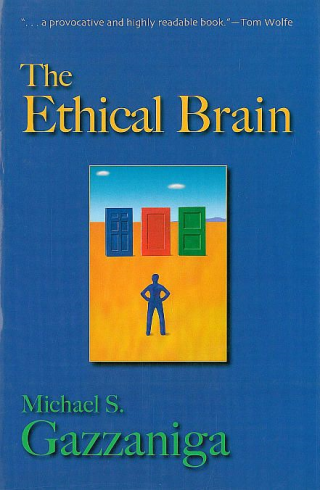 “. . . a provocative and highly readable book.”—Tom Wolfe
The
Ethical Brain
Michael S.
Gazzaniga